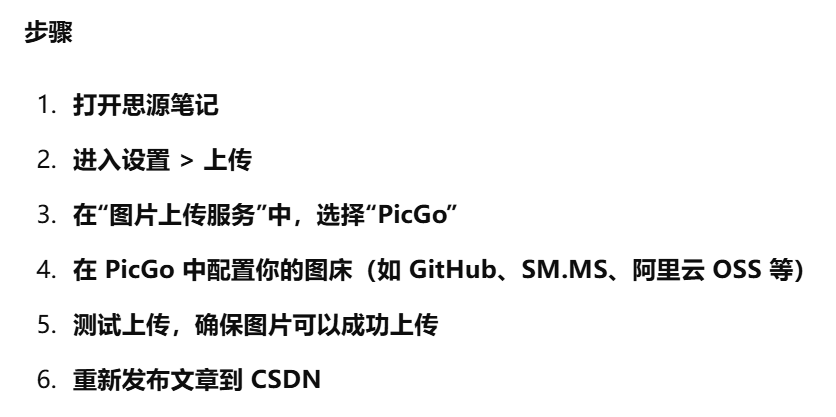 步骤
1. 打开思源笔记
2. 进入设置 > 上传
3. 在“图片上传服务”中，选择“PicGo”
4. 在 PicGo 中配置你的图床（如 GitHub、SM.MS、阿里云 OSS 等）
5. 测试上传，确保图片可以成功上传
6. 重新发布文章到 CSDN